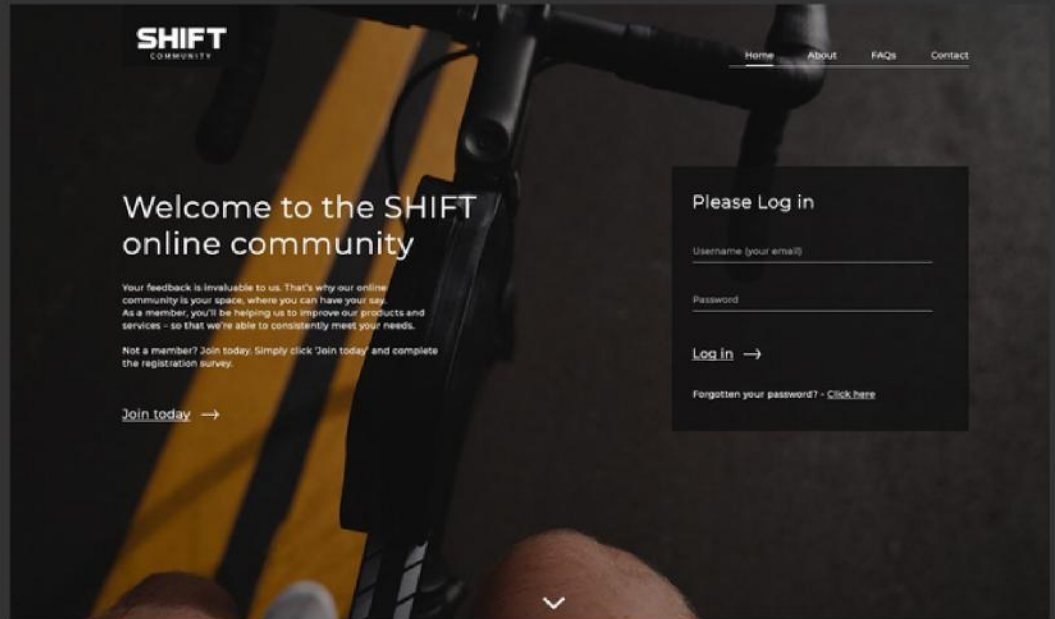 SHIFT
COMMUNITY
Home About FAQs Contact
Welcome to the SHIFT
online community
Your feedback is invaluable to us. That's why our online
community is your space, where you can have your say.
As a member, you'll be helping us to improve our products and
services – so that we're able to consistently meet your needs.
Not a member? Join today. Simply click 'Join today' and complete
the registration survey.
Join today
Please Log in
Username (your email)
Password
Log in
Forgotten your password? - Click here